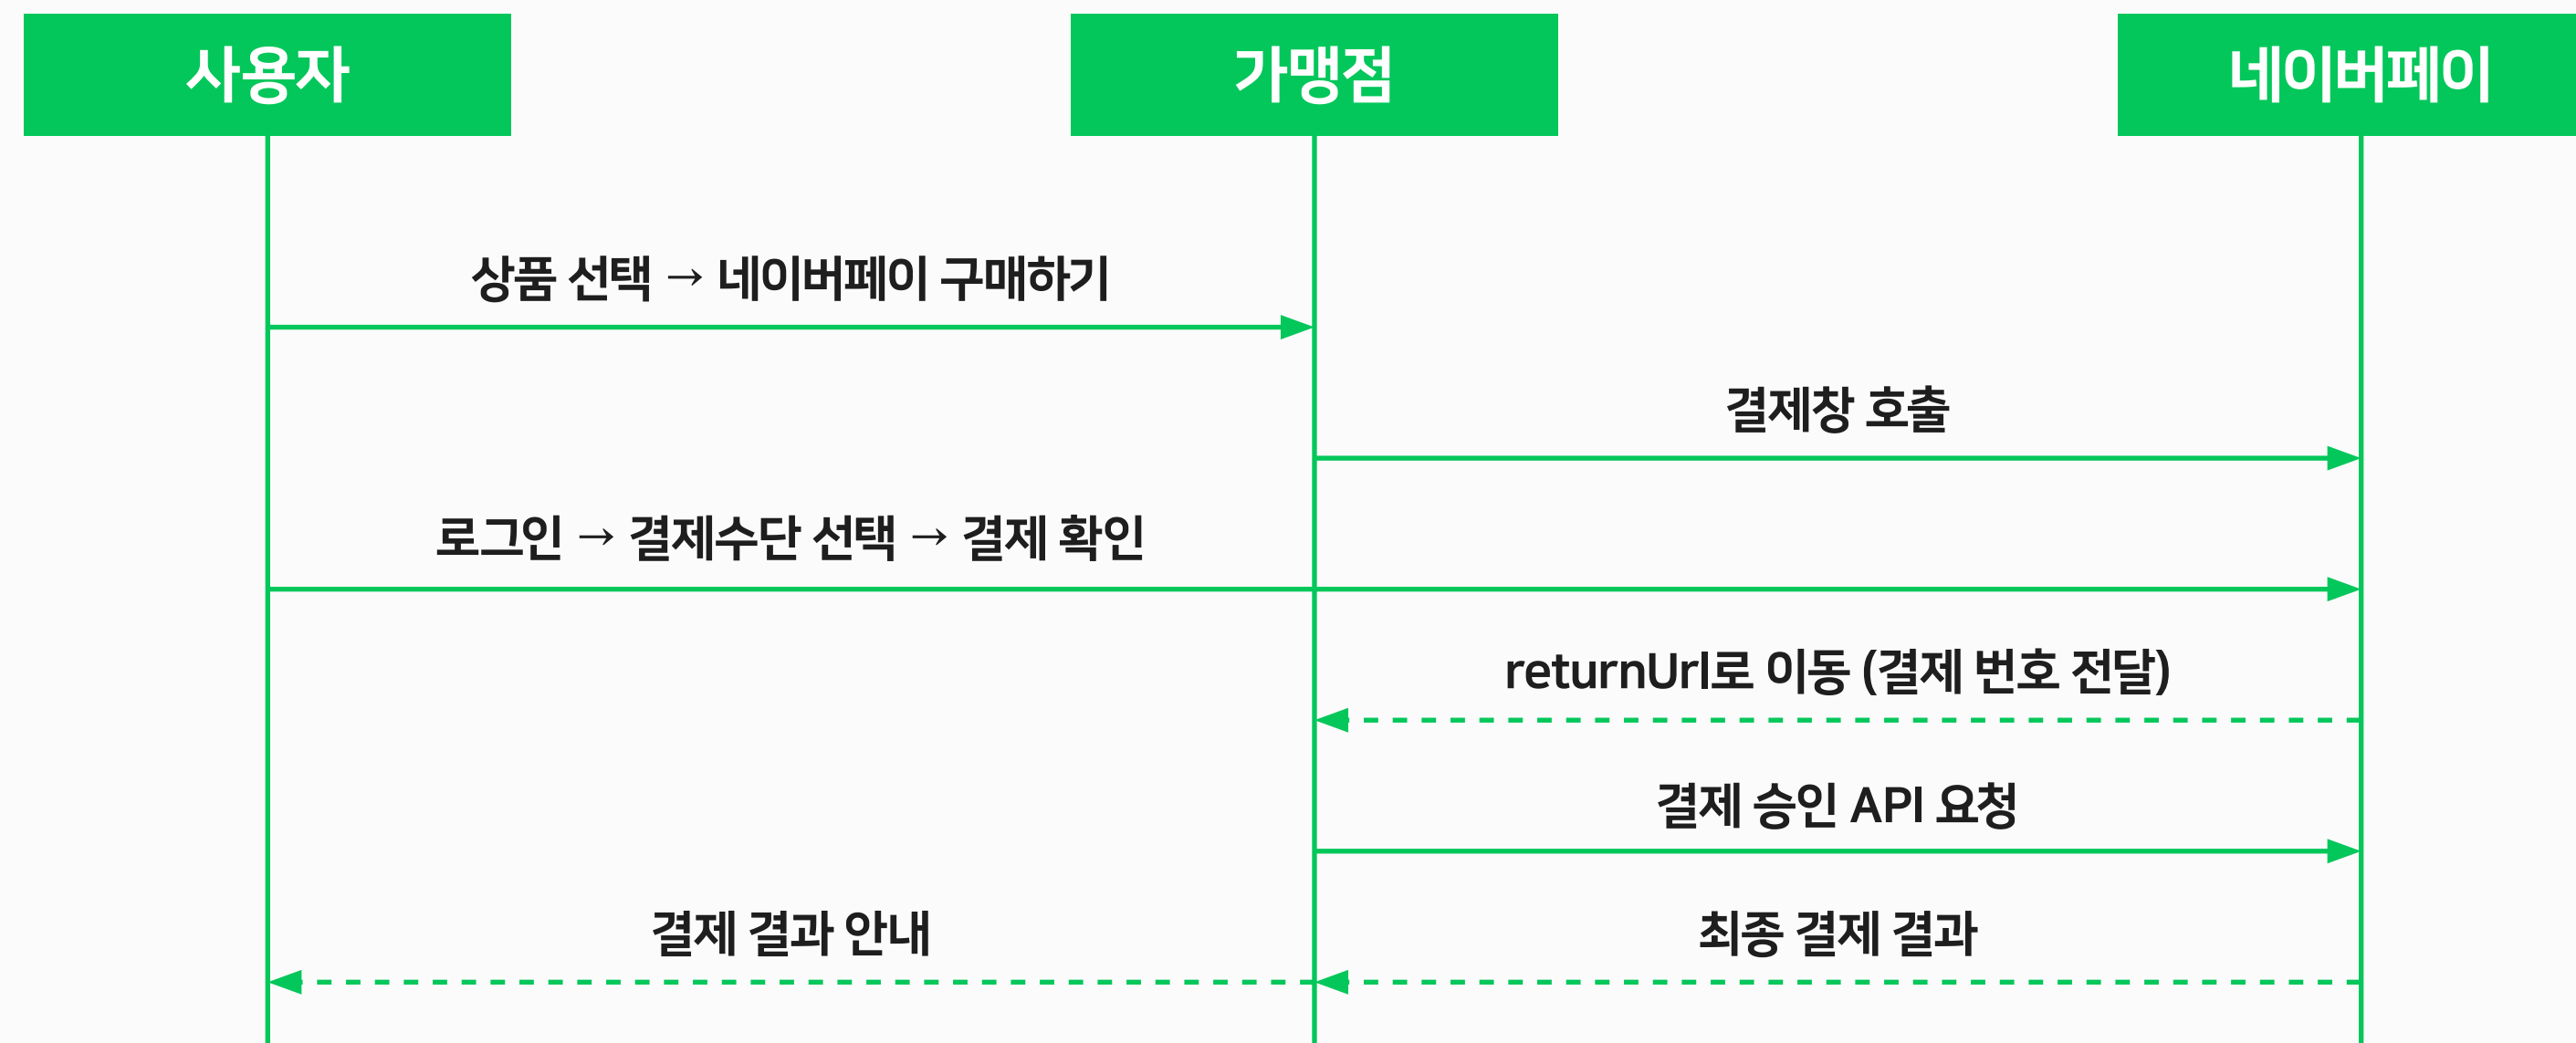 사용자
가맹점
네이버페이
상품 선택 → 네이버페이 구매하기
결제창 호출
로그인 → 결제수단 선택 → 결제 확인
returnUrl로 이동 (결제 번호 전달)
결제 승인 API 요청
결제 결과 안내
최종 결제 결과